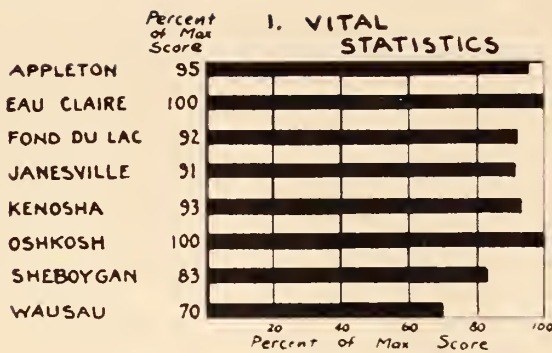 Percent of Max Score
I. VITAL STATISTICS
APPLETON 95
EAU CLAIRE 100
FOND DU LAC 92
JANESVILLE 91
KENOSHA 93
OSHKOSH 100
SHEBOYGAN 83
WAUSAU 70
20 40 60 80 100
Percent of Max Score